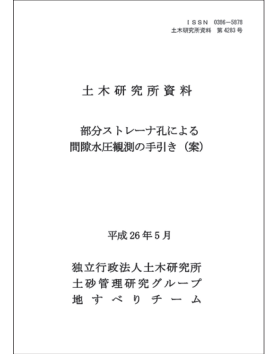 ISSN 0386-5878
土木研究所資料 第4283号
土木研究所資料
部分ストレーナ孔による
間隙水圧観測の手引き（案）
平成26年5月
独立行政法人土木研究所
土砂管理研究グループ
地すべりチーム